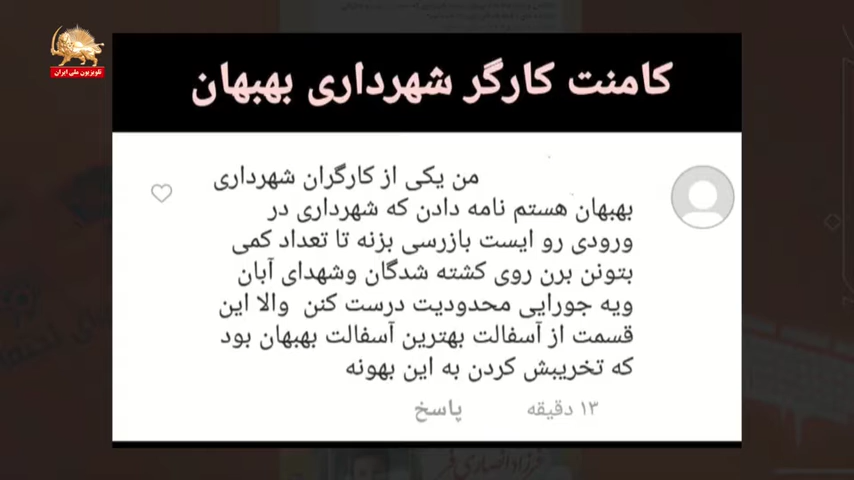 تلویزیون ملی ایران
کامنت کارگر شهرداری بهبهان
من یکی از کارگران شهرداری
بهبهان هستم نامه دادن که شهرداری در
ورودی رو ایست بازرسی بزنه تا تعداد کمی
بتونن برن روی کشته شدگان وشهدای آبان
ویه جورایی محدودیت درست کنن والا این
قسمت از آسفالت بهترین آسفالت بهبهان بود
که تخریبش کردن به این بهونه
۱۳ دقیقه پاسخ
فرزاد انصاری فر